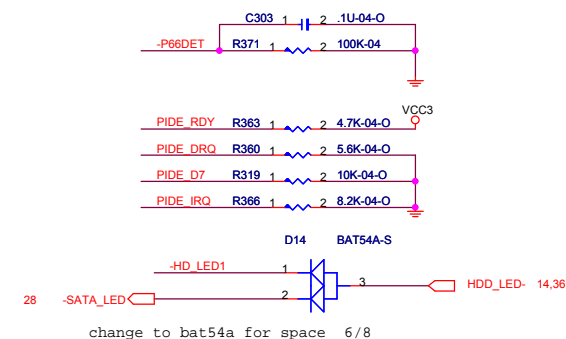 C303 1 2 .1U-04-O
-P66DET R371 1 2 100K-04
VCC3
PIDE_RDY R363 1 2 4.7K-04-O
PIDE_DRQ R360 1 2 5.6K-04-O
PIDE_D7 R319 1 2 10K-04-O
PIDE_IRQ R366 1 2 8.2K-04-O
D14 BAT54A-S
-HD_LED1 1
3 HDD_LED- 14,36
28 -SATA_LED 2
change to bat54a for space 6/8